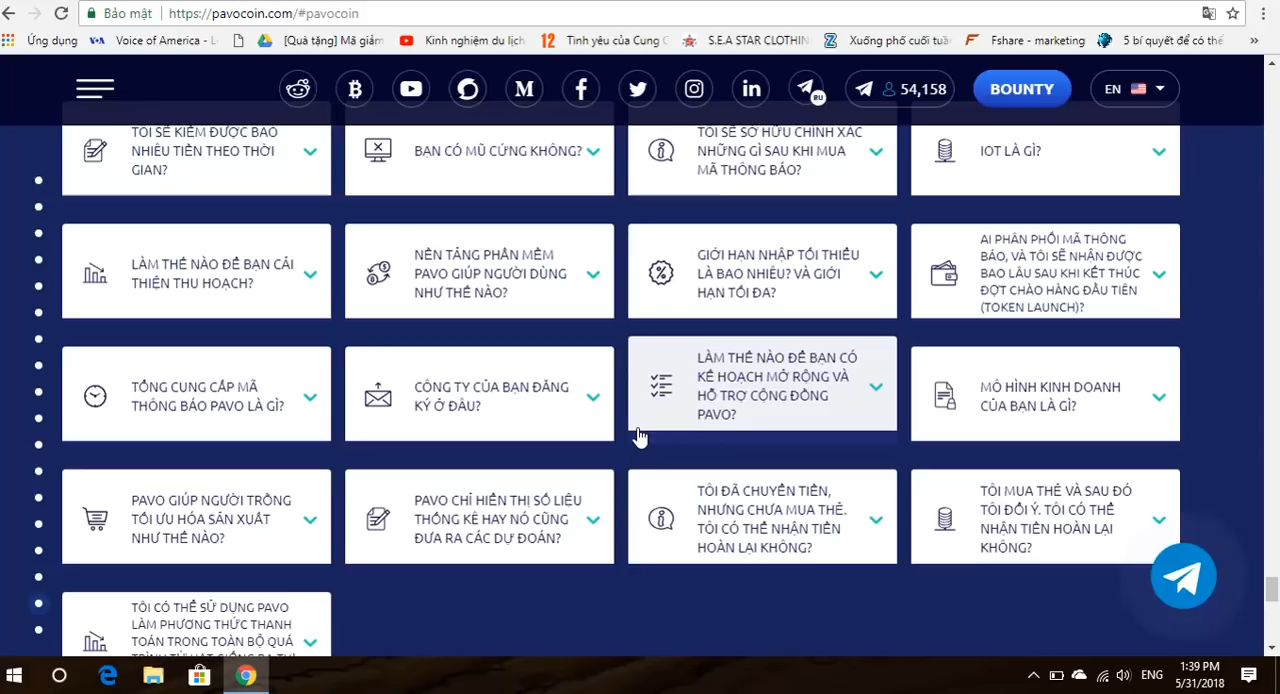 Bảo mật | https://pavocoin.com/#pavocoin
Ứng dụng
Voice of America - L
[Quà tặng] Mã giảm
Kinh nghiệm du lịch
12 Tình yêu của Cung
S.E.A STAR CLOTHIN
Xuống phố cuối tuần
Fshare - marketing
5 bí quyết để có thể
»
RU
54,158
BOUNTY
EN
TÔI SẼ KIẾM ĐƯỢC BAO
NHIÊU TIỀN THEO THỜI
GIAN?
BẠN CÓ MŨ CỨNG KHÔNG?
TÔI SẼ SỞ HỮU CHÍNH XÁC
NHỮNG GÌ SAU KHI MUA
MÃ THÔNG BÁO?
IOT LÀ GÌ?
LÀM THẾ NÀO ĐỂ BẠN CẢI
THIỆN THU HOẠCH?
NỀN TẢNG PHẦN MỀM
PAVO GIÚP NGƯỜI DÙNG
NHƯ THẾ NÀO?
GIỚI HẠN NHẬP TỐI THIỂU
LÀ BAO NHIÊU? VÀ GIỚI
HẠN TỐI ĐA?
AI PHÂN PHỐI MÃ THÔNG
BÁO, VÀ TÔI SẼ NHẬN ĐƯỢC
BAO LÂU SAU KHI KẾT THÚC
ĐỢT CHÀO HÀNG ĐẦU TIÊN
(TOKEN LAUNCH)?
TỔNG CUNG CẤP MÃ
THÔNG BÁO PAVO LÀ GÌ?
CÔNG TY CỦA BẠN ĐĂNG
KÝ Ở ĐÂU?
LÀM THẾ NÀO ĐỂ BẠN CÓ
KẾ HOẠCH MỞ RỘNG VÀ
HỖ TRỢ CỘNG ĐỒNG
PAVO?
MÔ HÌNH KINH DOANH
CỦA BẠN LÀ GÌ?
PAVO GIÚP NGƯỜI TRỒNG
TỐI ƯU HÓA SẢN XUẤT
NHƯ THẾ NÀO?
PAVO CHỈ HIỂN THỊ SỐ LIỆU
THỐNG KÊ HAY NÓ CŨNG
ĐƯA RA CÁC DỰ ĐOÁN?
TÔI ĐÃ CHUYỂN TIỀN,
NHƯNG CHƯA MUA THẺ.
TÔI CÓ THỂ NHẬN TIỀN
HOÀN LẠI KHÔNG?
TÔI MUA THẺ VÀ SAU ĐÓ
TÔI ĐỔI Ý. TÔI CÓ THỂ
NHẬN TIỀN HOÀN LẠI
KHÔNG?
TÔI CÓ THỂ SỬ DỤNG PAVO
LÀM PHƯƠNG THỨC THANH
TOÁN TRONG TOÀN BỘ QUÁ
ENG
1:39 PM
5/31/2018